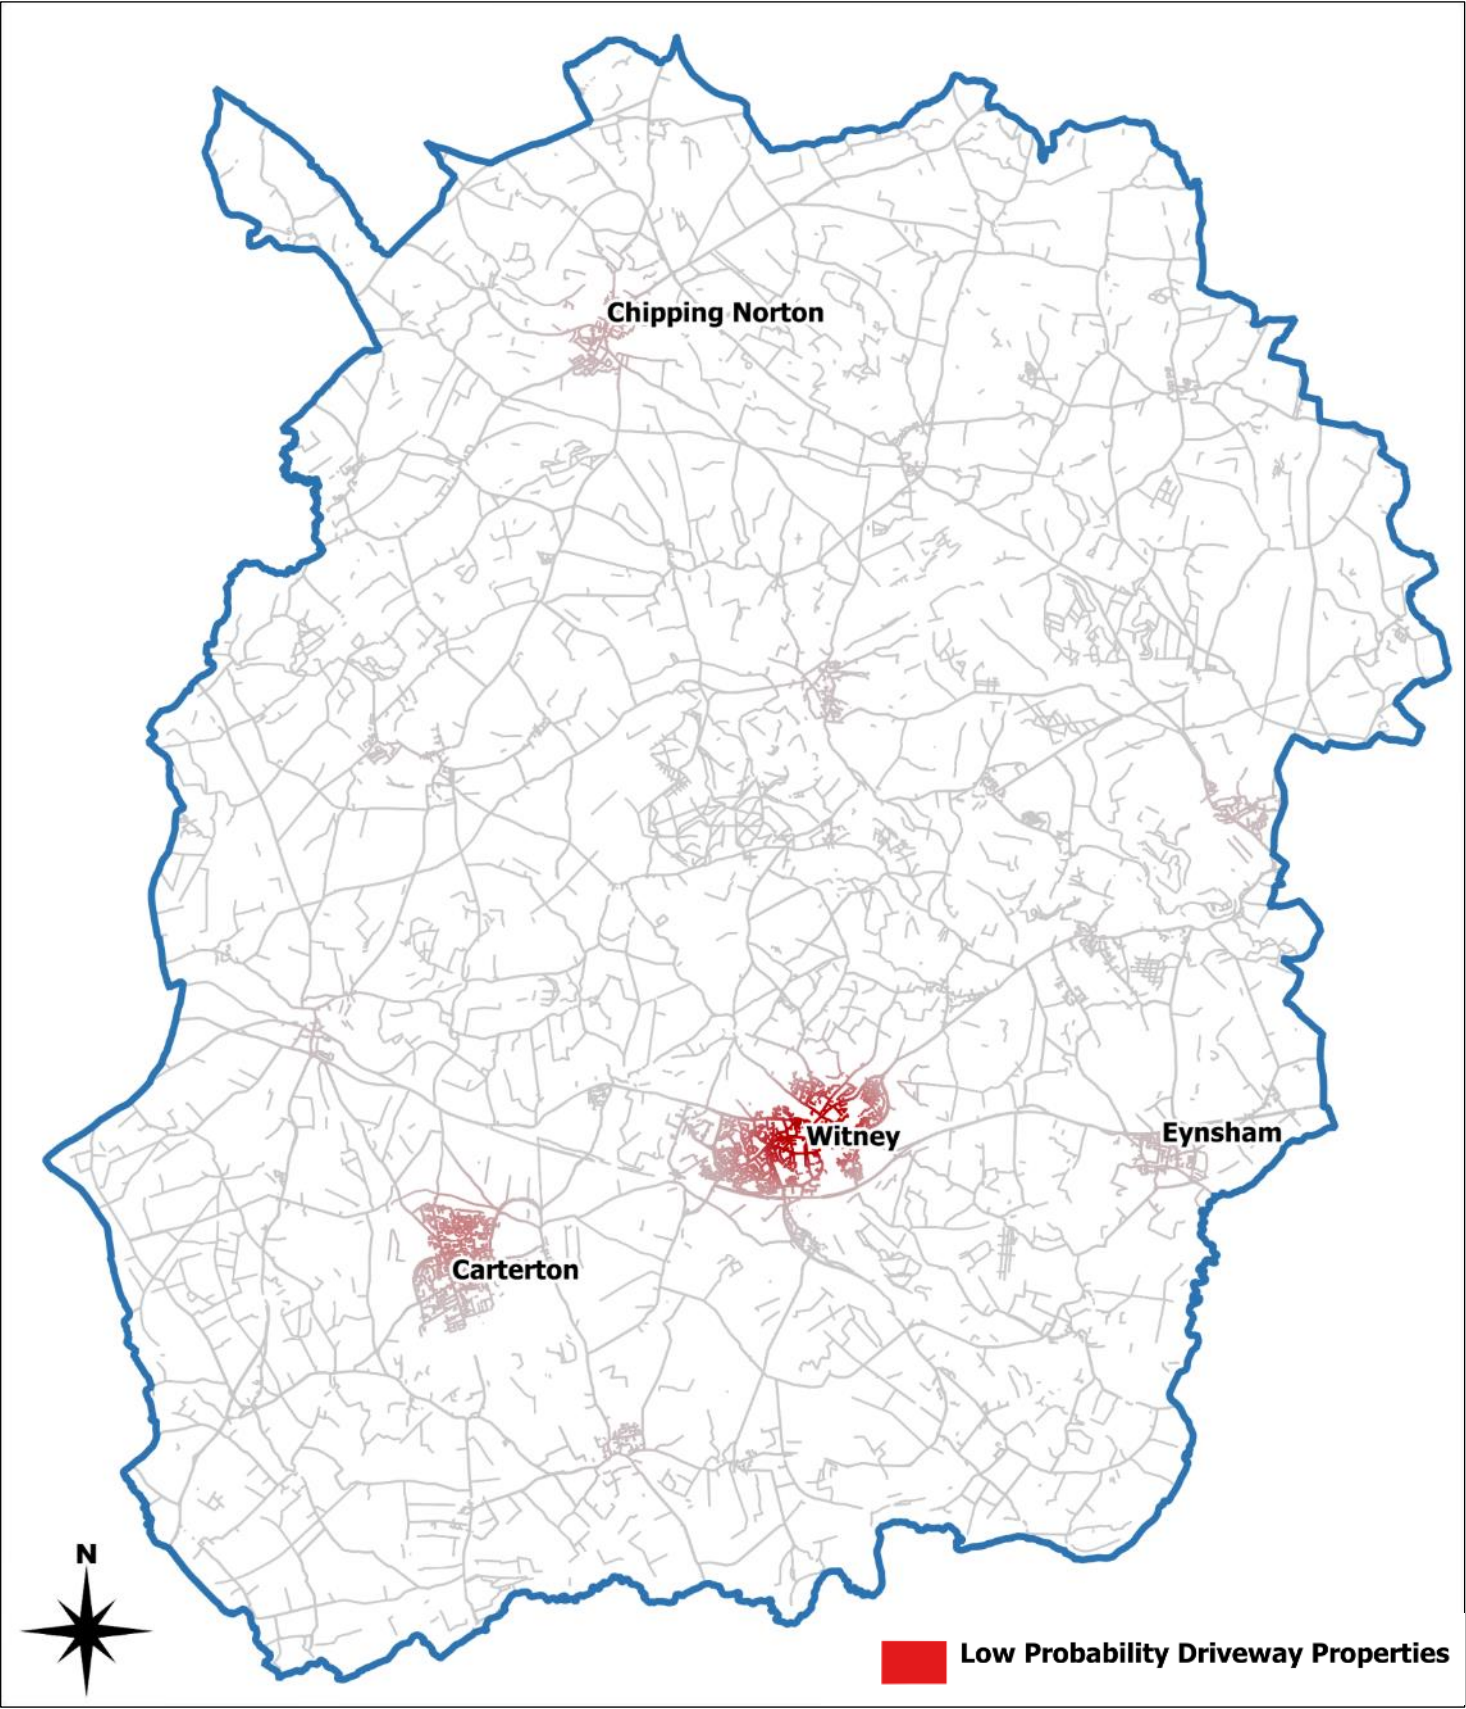 Chipping Norton
Witney
Eynsham
Carterton
N
Low Probability Driveway Properties